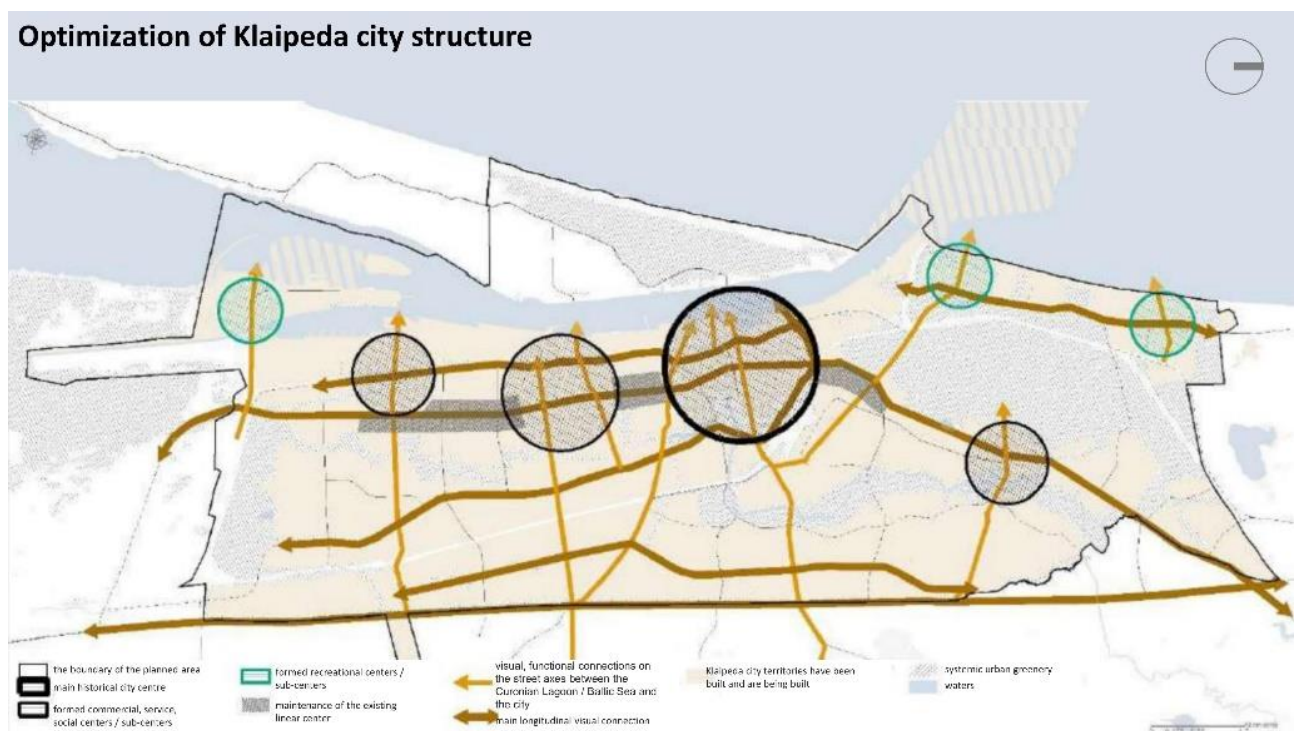 Optimization of Klaipeda city structure
the boundary of the planned area
main historical city centre
formed commercial, service,
social centers / sub-centers
formed recreational centers /
sub-centers
maintenance of the existing
linear center
visual, functional connections on
the street axes between the
Curonian Lagoon / Baltic Sea and
the city
main longitudinal visual connection
Klaipeda city territories have been
built and are being built
systemic urban greenery
waters